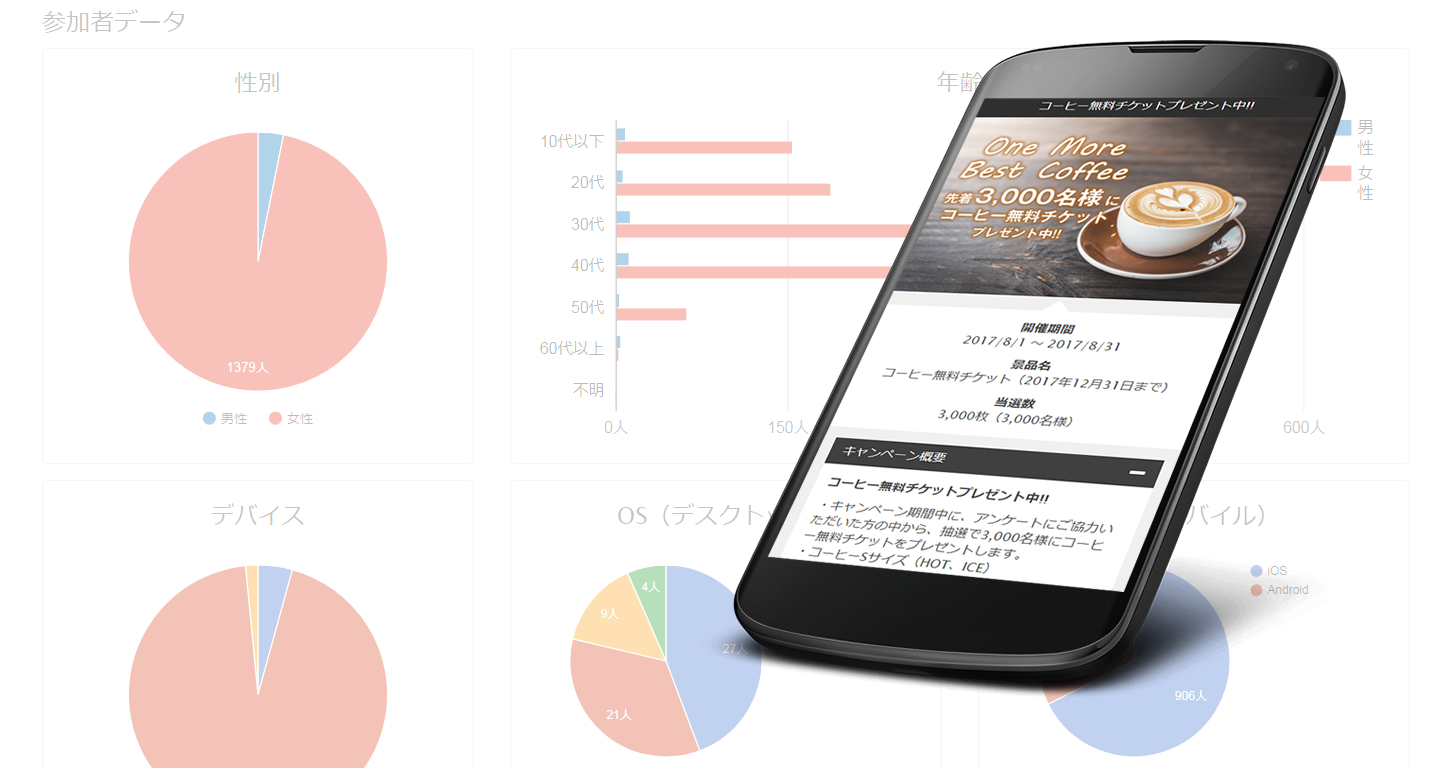 参加者データ
性別
1379人
男性
女性
年齢
10代以下
20代
30代
40代
50代
60代以上
不明
0人
150人
600人
男
性
女
性
コーヒー無料チケットプレゼント中!!
One More
Best Coffee
先着3,000名様に
コーヒー無料チケット
プレゼント中!!
開催期間
2017/8/1 ～ 2017/8/31
景品名
コーヒー無料チケット（2017年12月31日まで）
当選数
3,000枚（3,000名様）
キャンペーン概要
コーヒー無料チケットプレゼント中!!
・キャンペーン期間中に、アンケートにご協力い
ただいた方の中から、抽選で3,000名様にコーヒ
ー無料チケットをプレゼントします。
・コーヒーSサイズ（HOT、ICE）
デバイス
OS（デスクトッ
4人
9人
27人
21人
バイル）
iOS
Android
906人